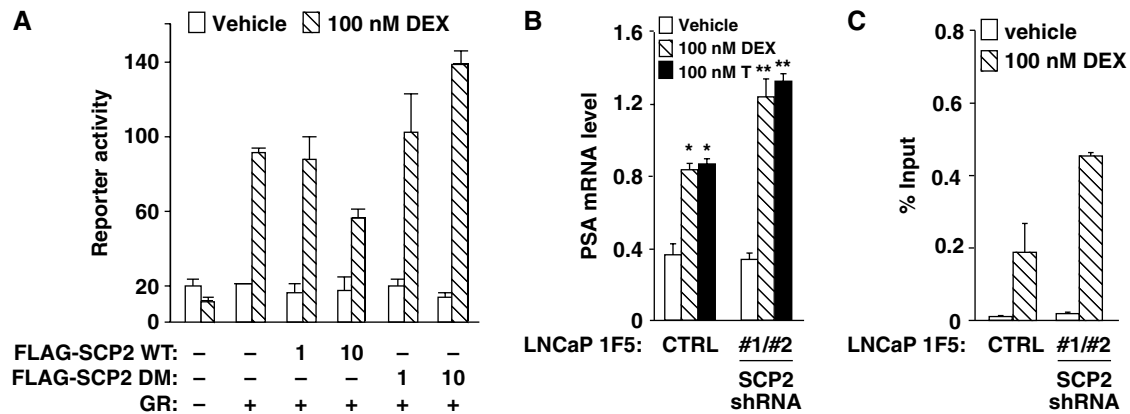 A
Vehicle 100 nM DEX
Reporter activity
140
100
60
20
0
FLAG-SCP2 WT: – – 1 10 – –
FLAG-SCP2 DM: – – – – 1 10
GR: – + + + + +
B
Vehicle
100 nM DEX
100 nM T
PSA mRNA level
1.6
1.2
0.8
0.4
0
* *
** **
LNCaP 1F5: CTRL #1/#2
SCP2
shRNA
C
vehicle
100 nM DEX
% Input
0.8
0.6
0.4
0.2
0
LNCaP 1F5: CTRL #1/#2
SCP2
shRNA